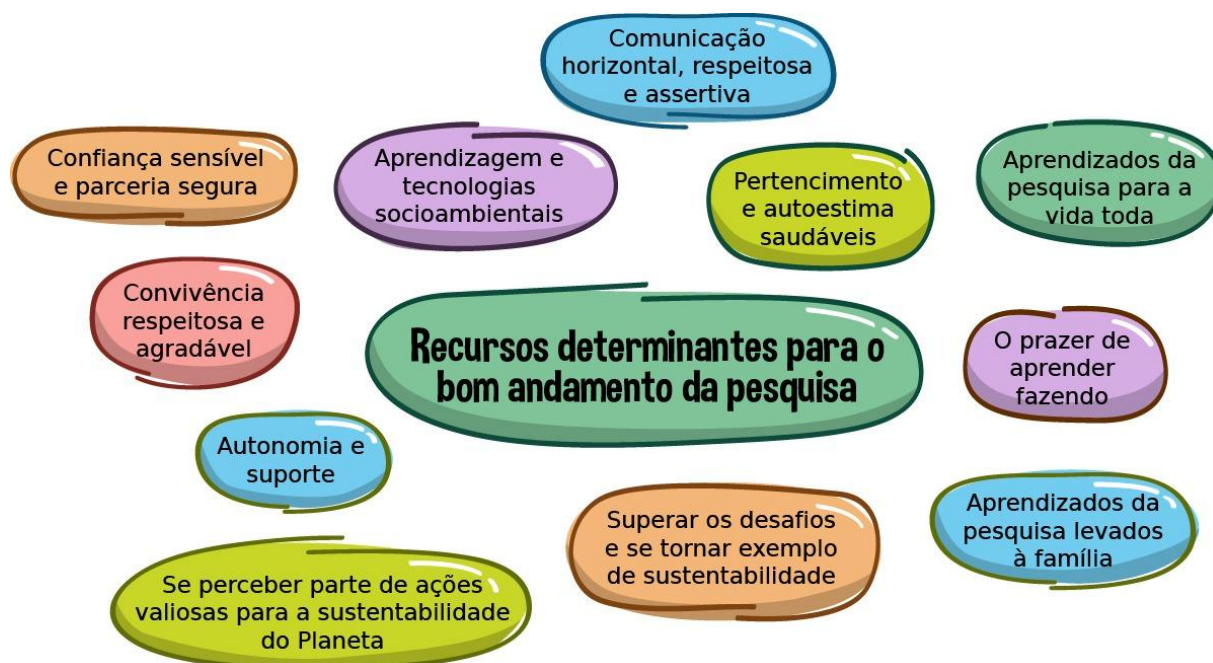 Comunicação
horizontal, respeitosa
e assertiva
Confiança sensível
e parceria segura
Aprendizagem e
tecnologias
socioambientais
Pertencimento
e autoestima
saudáveis
Aprendizados da
pesquisa para a
vida toda
Convivência
respeitosa e
agradável
Recursos determinantes para o
bom andamento da pesquisa
O prazer de
aprender
fazendo
Autonomia e
suporte
Superar os desafios
e se tornar exemplo
de sustentabilidade
Aprendizados da
pesquisa levados
à família
Se perceber parte de ações
valiosas para a sustentabilidade
do Planeta